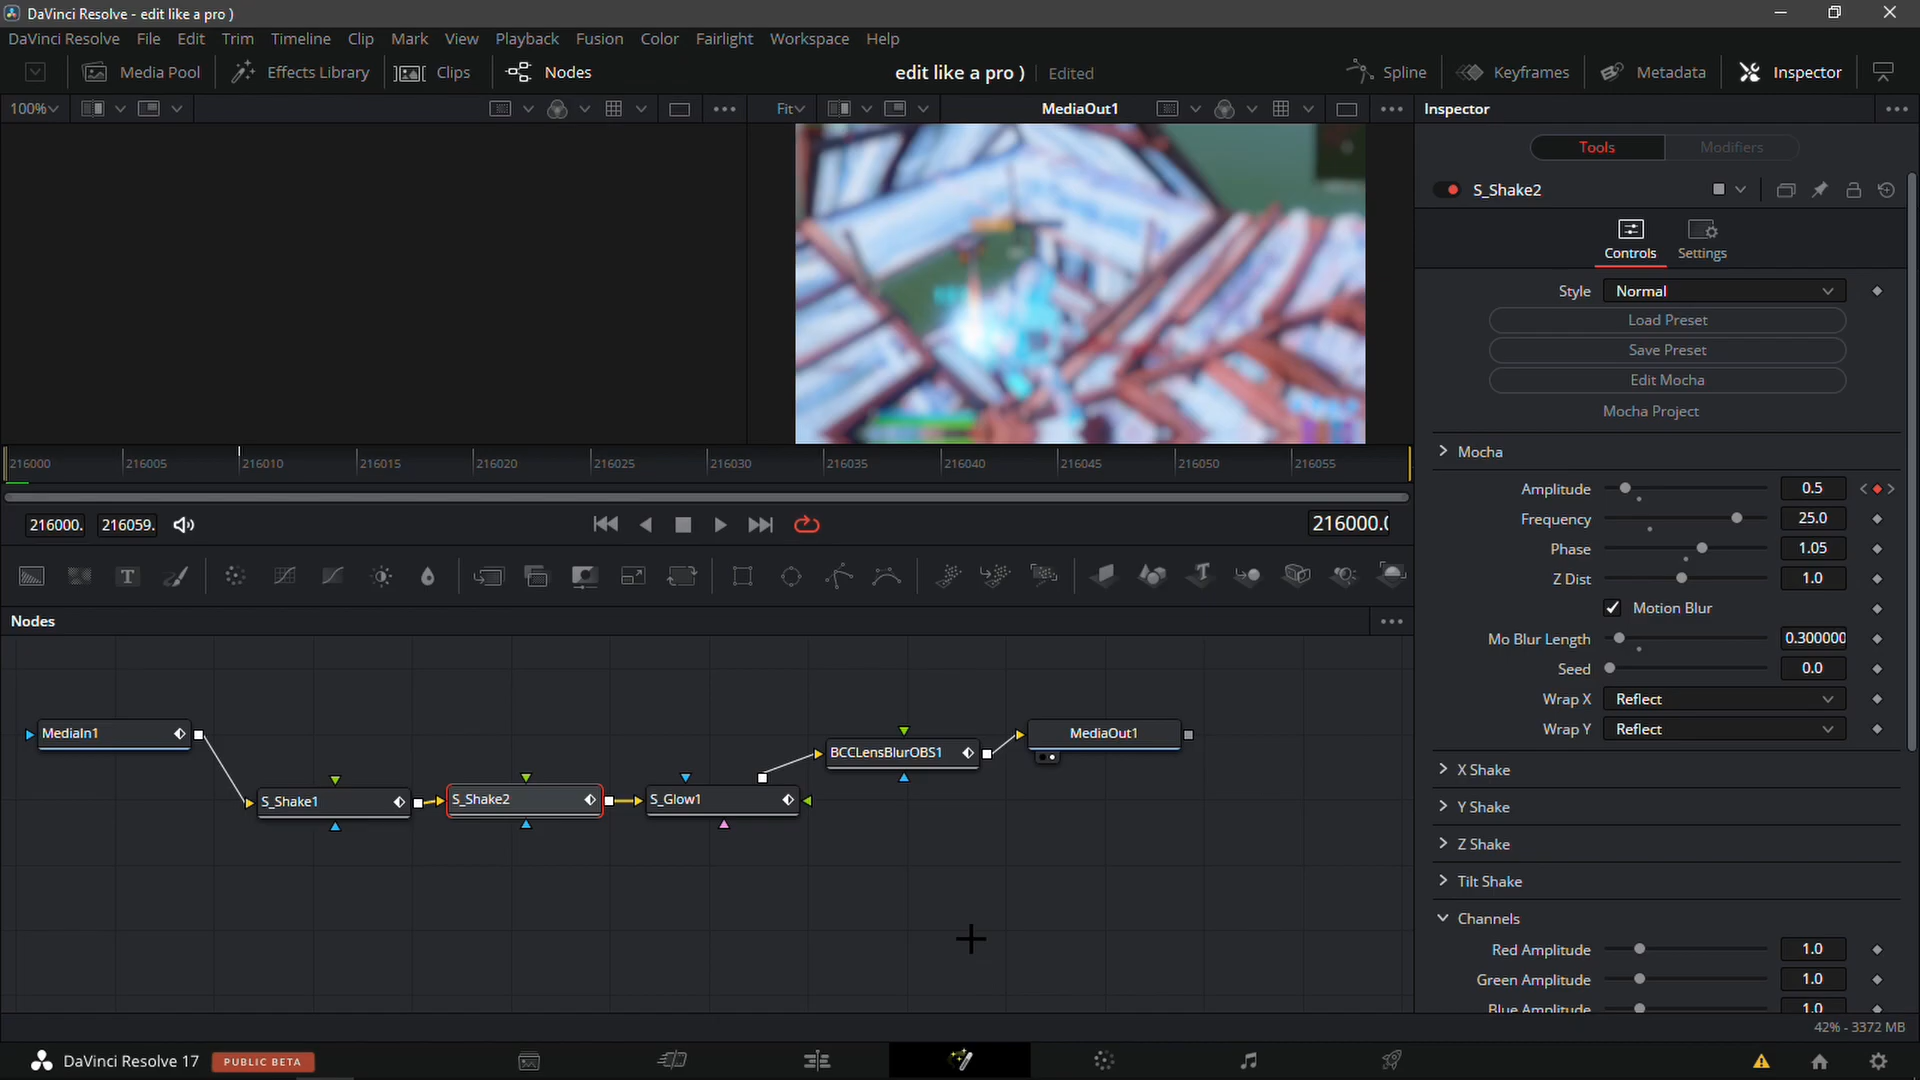 DaVinci Resolve - edit like a pro )
DaVinci Resolve File Edit Trim Timeline Clip Mark View Playback Fusion Color Fairlight Workspace Help
Media Pool Effects Library Clips Nodes edit like a pro ) Edited Spline Keyframes Metadata Inspector
100% Fit MediaOut1 Inspector
Tools Modifiers
S_Shake2
Controls Settings
Style Normal
Load Preset
Save Preset
Edit Mocha
Mocha Project
Mocha
216000 216005 216010 216015 216020 216025 216030 216035 216040 216045 216050 216055
Amplitude 0.5
Frequency 25.0
216000. 216059. 216000.0
Phase 1.05
Z Dist 1.0
Motion Blur
Nodes
Mo Blur Length 0.300000
Seed 0.0
Wrap X Reflect
Wrap Y Reflect
MediaIn1
MediaOut1
BCCLensBlurOBS1
S_Shake1
S_Shake2
S_Glow1
X Shake
Y Shake
Z Shake
Tilt Shake
Channels
Red Amplitude 1.0
Green Amplitude 1.0
Blue Amplitude 1.0
42% - 3372 MB
DaVinci Resolve 17 PUBLIC BETA